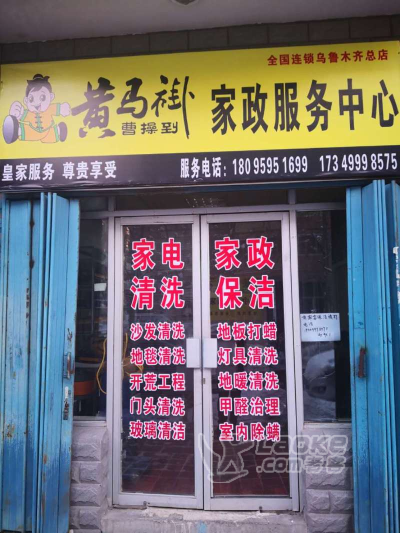 全国连锁乌鲁木齐总店
黄马褂 家政服务中心
曹操到
皇家服务 尊贵享受 服务电话：180 9595 1699 173 4999 8575
家电 家政
清洗 保洁
沙发清洗 地板打蜡
地毯清洗 灯具清洗
开荒工程 地暖清洗
门头清洗 甲醛治理
玻璃清洁 室内除螨
LaoKe
.com